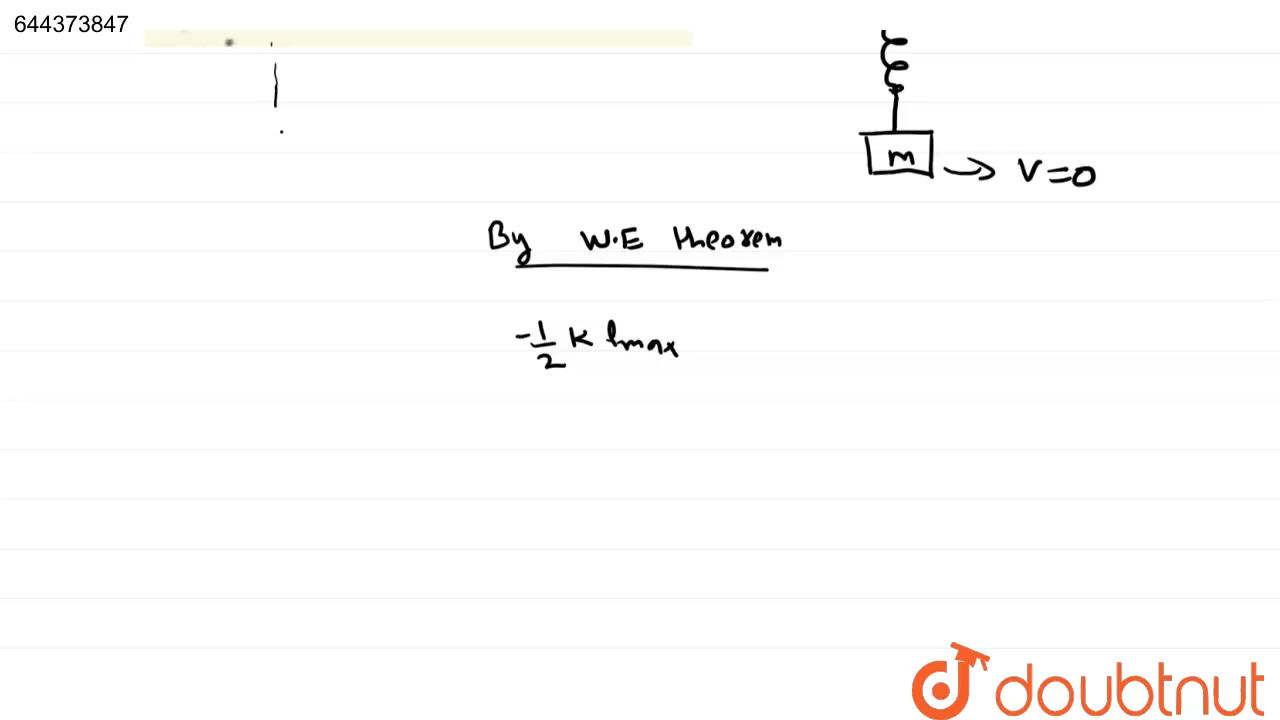 644373847
m
→ V=0
By W.E theorem
-1/2 K lmax
doubtnut